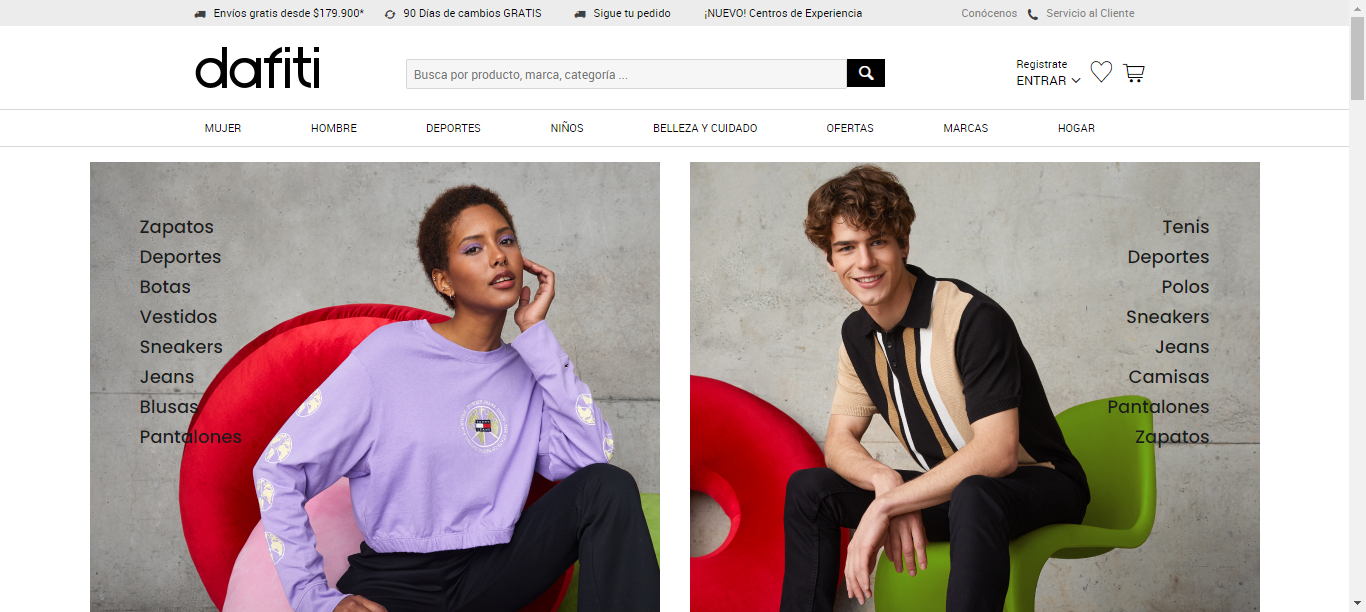 Envíos gratis desde $179.900* 90 Días de cambios GRATIS Sigue tu pedido ¡NUEVO! Centros de Experiencia Conócenos Servicio al Cliente
dafiti
Busca por producto, marca, categoría ...
Registrate
ENTRAR
MUJER HOMBRE DEPORTES NIÑOS BELLEZA Y CUIDADO OFERTAS MARCAS HOGAR
Zapatos
Deportes
Botas
Vestidos
Sneakers
Jeans
Blusas
Pantalones
Tenis
Deportes
Polos
Sneakers
Jeans
Camisas
Pantalones
Zapatos